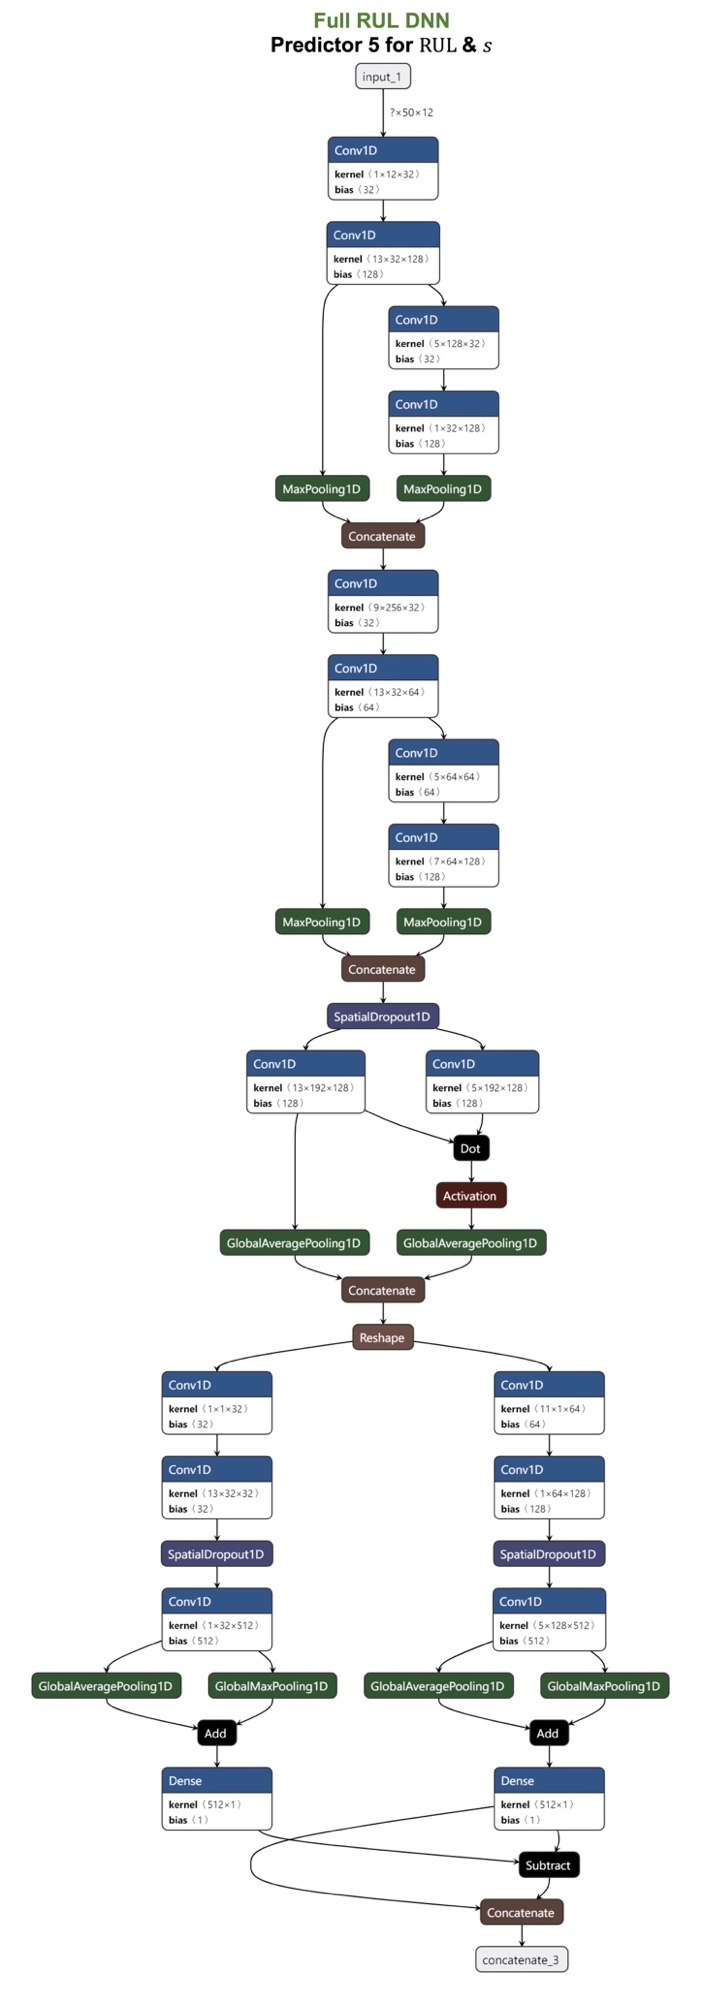 Full RUL DNN
Predictor 5 for RUL & s
input_1
?×50×12
Conv1D
kernel ⟨1×12×32⟩
bias ⟨32⟩
Conv1D
kernel ⟨13×32×128⟩
bias ⟨128⟩
Conv1D
kernel ⟨5×128×32⟩
bias ⟨32⟩
Conv1D
kernel ⟨1×32×128⟩
bias ⟨128⟩
MaxPooling1D
MaxPooling1D
Concatenate
Conv1D
kernel ⟨9×256×32⟩
bias ⟨32⟩
Conv1D
kernel ⟨13×32×64⟩
bias ⟨64⟩
Conv1D
kernel ⟨5×64×64⟩
bias ⟨64⟩
Conv1D
kernel ⟨7×64×128⟩
bias ⟨128⟩
MaxPooling1D
MaxPooling1D
Concatenate
SpatialDropout1D
Conv1D
kernel ⟨13×192×128⟩
bias ⟨128⟩
Conv1D
kernel ⟨5×192×128⟩
bias ⟨128⟩
Dot
Activation
GlobalAveragePooling1D
GlobalAveragePooling1D
Concatenate
Reshape
Conv1D
kernel ⟨1×1×32⟩
bias ⟨32⟩
Conv1D
kernel ⟨11×1×64⟩
bias ⟨64⟩
Conv1D
kernel ⟨13×32×32⟩
bias ⟨32⟩
Conv1D
kernel ⟨1×64×128⟩
bias ⟨128⟩
SpatialDropout1D
SpatialDropout1D
Conv1D
kernel ⟨1×32×512⟩
bias ⟨512⟩
Conv1D
kernel ⟨5×128×512⟩
bias ⟨512⟩
GlobalAveragePooling1D
GlobalMaxPooling1D
GlobalAveragePooling1D
GlobalMaxPooling1D
Add
Add
Dense
kernel ⟨512×1⟩
bias ⟨1⟩
Dense
kernel ⟨512×1⟩
bias ⟨1⟩
Subtract
Concatenate
concatenate_3